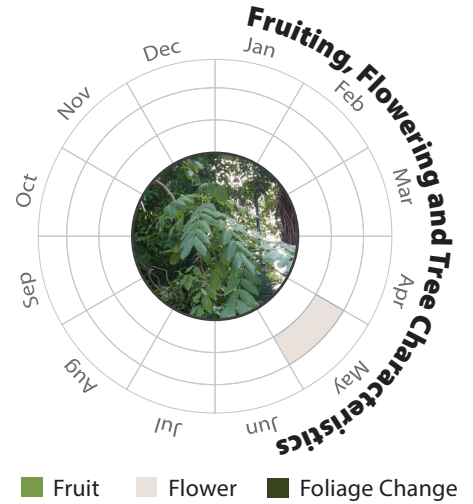 Fruiting, Flowering and Tree Characteristics
Jan
Feb
Mar
Apr
May
Jun
Jul
Aug
Sep
Oct
Nov
Dec
Fruit
Flower
Foliage Change